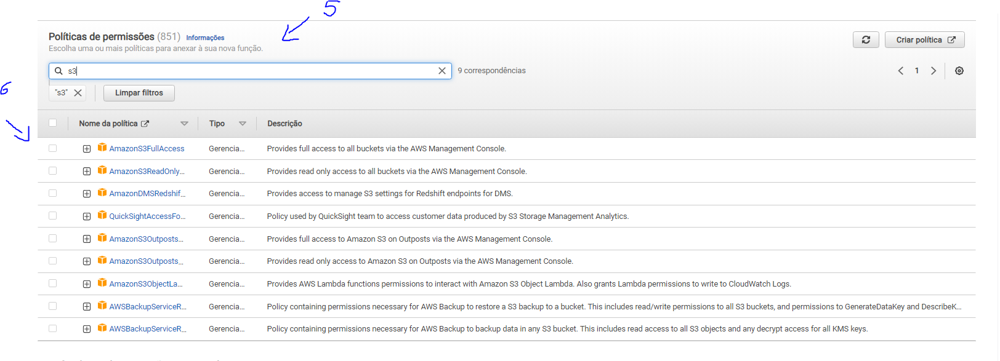 5
Políticas de permissões (851) Informações
Escolha uma ou mais políticas para anexar à sua nova função.
Criar política
s3
9 correspondências
1
6
"s3"
Limpar filtros
Nome da política Tipo Descrição
AmazonS3FullAccess Gerencia... Provides full access to all buckets via the AWS Management Console.
AmazonS3ReadOnly... Gerencia... Provides read only access to all buckets via the AWS Management Console.
AmazonDMSRedshif... Gerencia... Provides access to manage S3 settings for Redshift endpoints for DMS.
QuickSightAccessFo... Gerencia... Policy used by QuickSight team to access customer data produced by S3 Storage Management Analytics.
AmazonS3Outposts... Gerencia... Provides full access to Amazon S3 on Outposts via the AWS Management Console.
AmazonS3Outposts... Gerencia... Provides read only access to Amazon S3 on Outposts via the AWS Management Console.
AmazonS3ObjectLa... Gerencia... Provides AWS Lambda functions permissions to interact with Amazon S3 Object Lambda. Also grants Lambda permissions to write to CloudWatch Logs.
AWSBackupServiceR... Gerencia... Policy containing permissions necessary for AWS Backup to restore a S3 backup to a bucket. This includes read/write permissions to all S3 buckets, and permissions to GenerateDataKey and DescribeK...
AWSBackupServiceR... Gerencia... Policy containing permissions necessary for AWS Backup to backup data in any S3 bucket. This includes read access to all S3 objects and any decrypt access for all KMS keys.